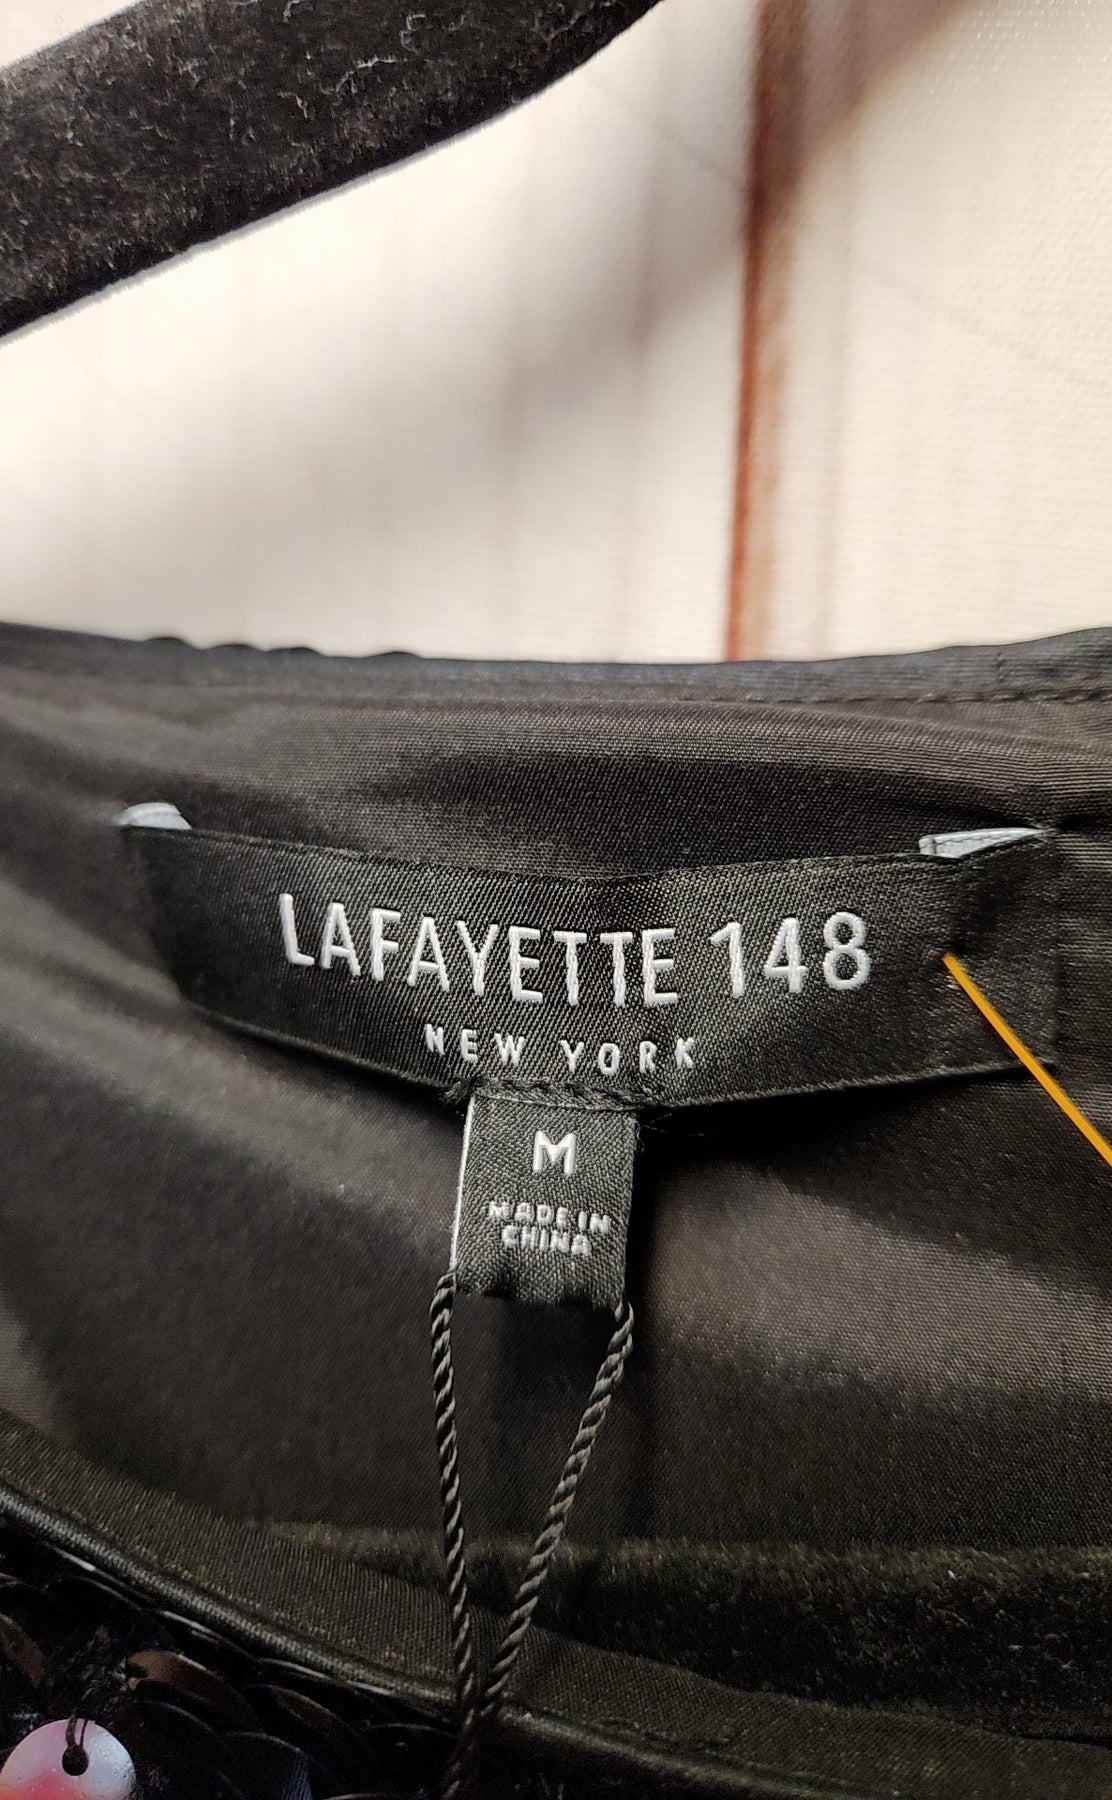 LAFAYETTE 148
NEW YORK
M
MADE IN
CHINA